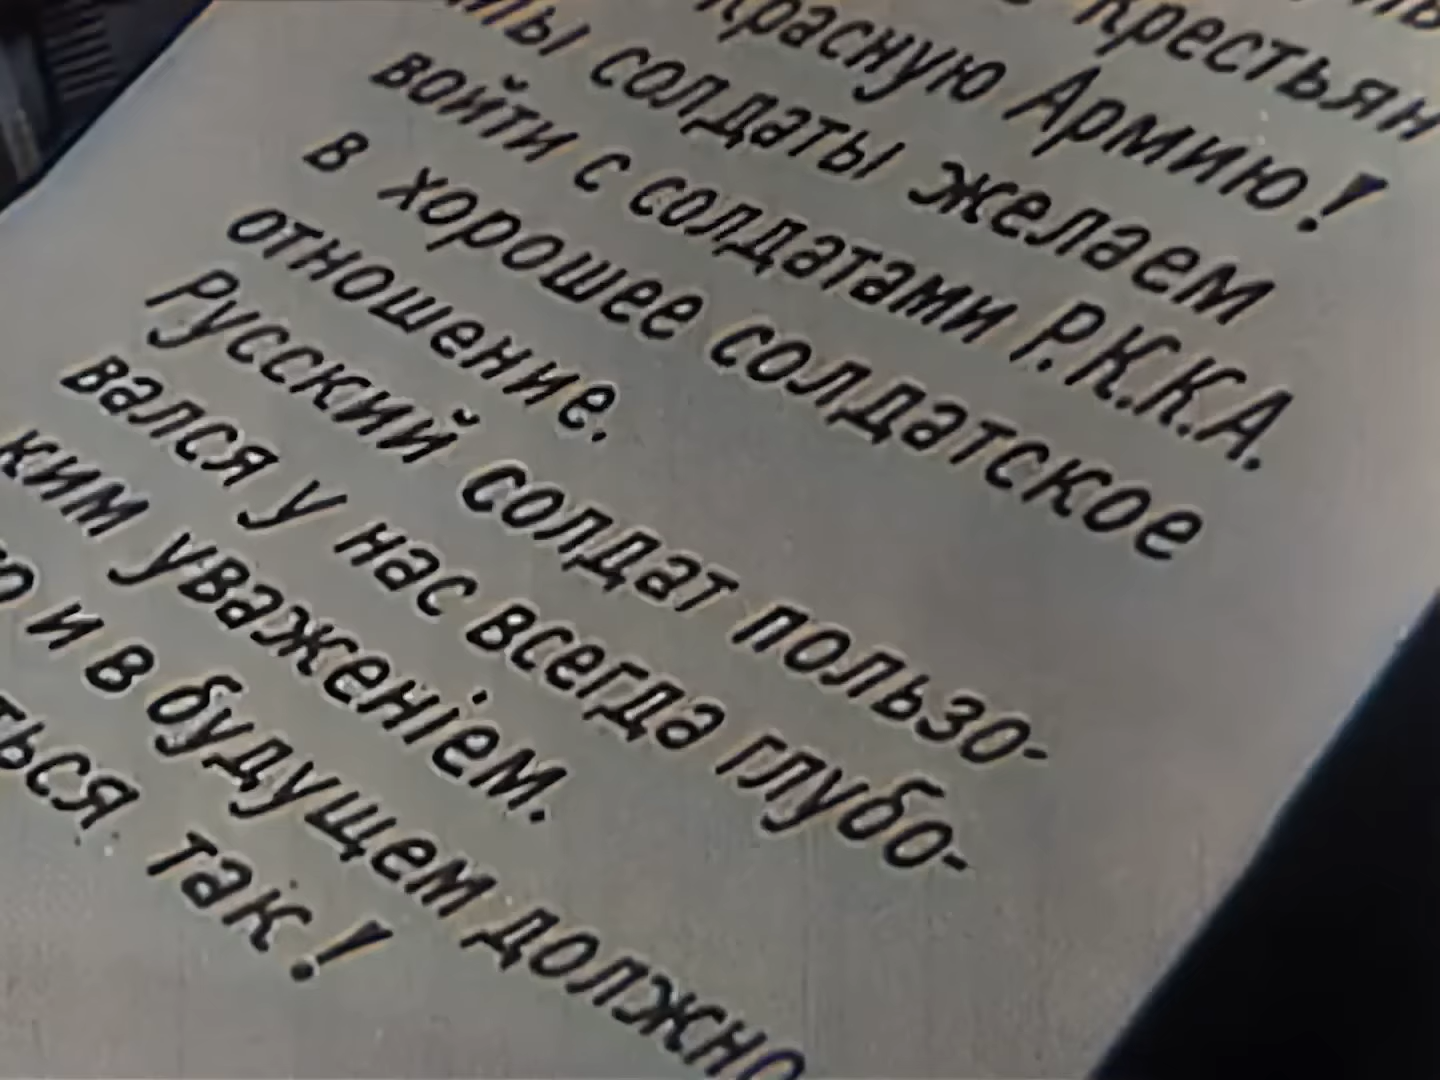 Крестьян
Красную Армию!
солдаты желаем
войти с солдатами Р.К.К.А.
в хорошее солдатское
отношение.
Русский солдат пользо-
вался у нас всегда глубо-
ким уваженіем.
и в будущем должно
так!